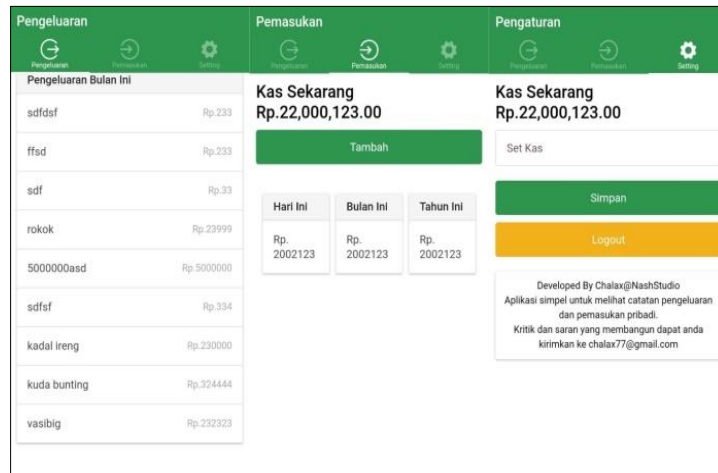 Pengeluaran
Pengeluaran
Pemasukan
Setting
Pengeluaran Bulan Ini
sdfdsf Rp.233
ffsd Rp.233
sdf Rp.33
rokok Rp.23999
5000000asd Rp.5000000
sdfsf Rp.334
kadal ireng Rp.230000
kuda bunting Rp.324444
vasibig Rp.232323
Pemasukan
Pengeluaran
Pemasukan
Setting
Kas Sekarang
Rp.22,000,123.00
Tambah
Hari Ini Bulan Ini Tahun Ini
Rp. Rp. Rp.
2002123 2002123 2002123
Pengaturan
Pengeluaran
Pemasukan
Setting
Kas Sekarang
Rp.22,000,123.00
Set Kas
Simpan
Logout
Developed By Chalax@NashStudio
Aplikasi simpel untuk melihat catatan pengeluaran
dan pemasukan pribadi.
Kritik dan saran yang membangun dapat anda
kirimkan ke chalax77@gmail.com